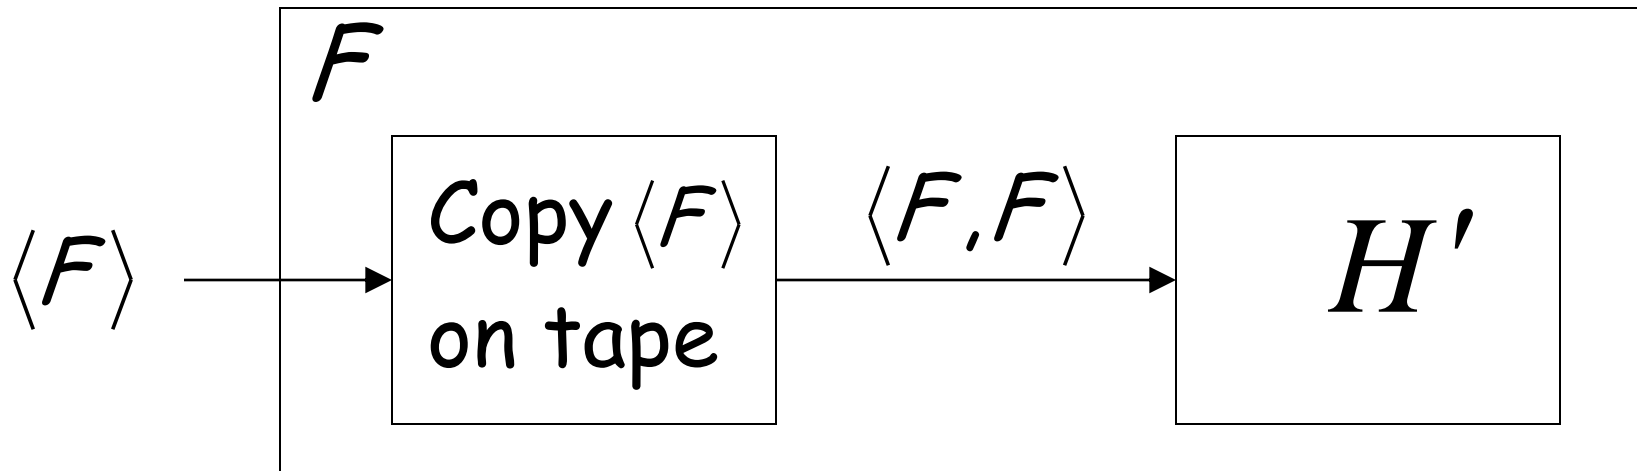 F
⟨F⟩
Copy ⟨F⟩
on tape
⟨F,F⟩
H′